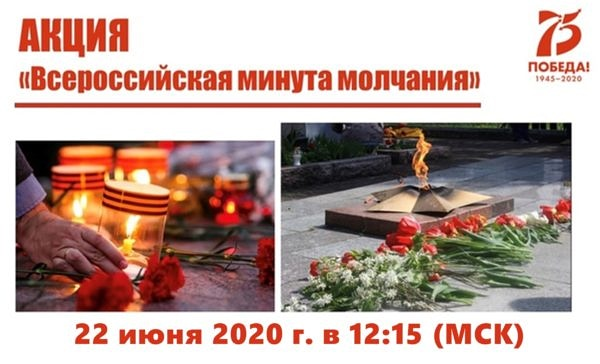 АКЦИЯ
«Всероссийская минута молчания»
75
ПОБЕДА!
1945–2020
22 июня 2020 г. в 12:15 (МСК)